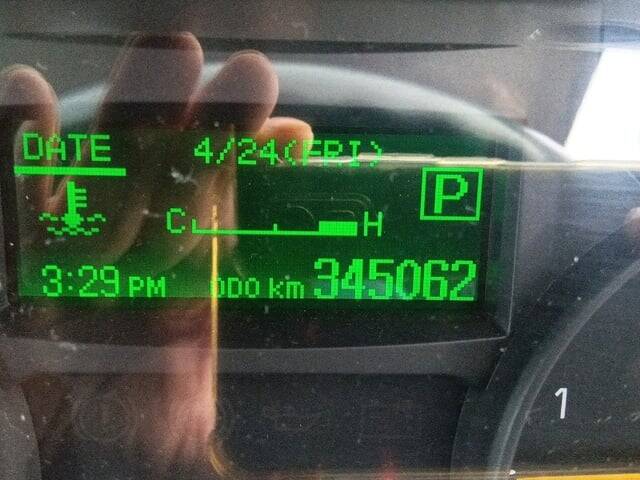 DATE 4/24(FRI)
P
C H
3:29 PM ODO km 345062
1